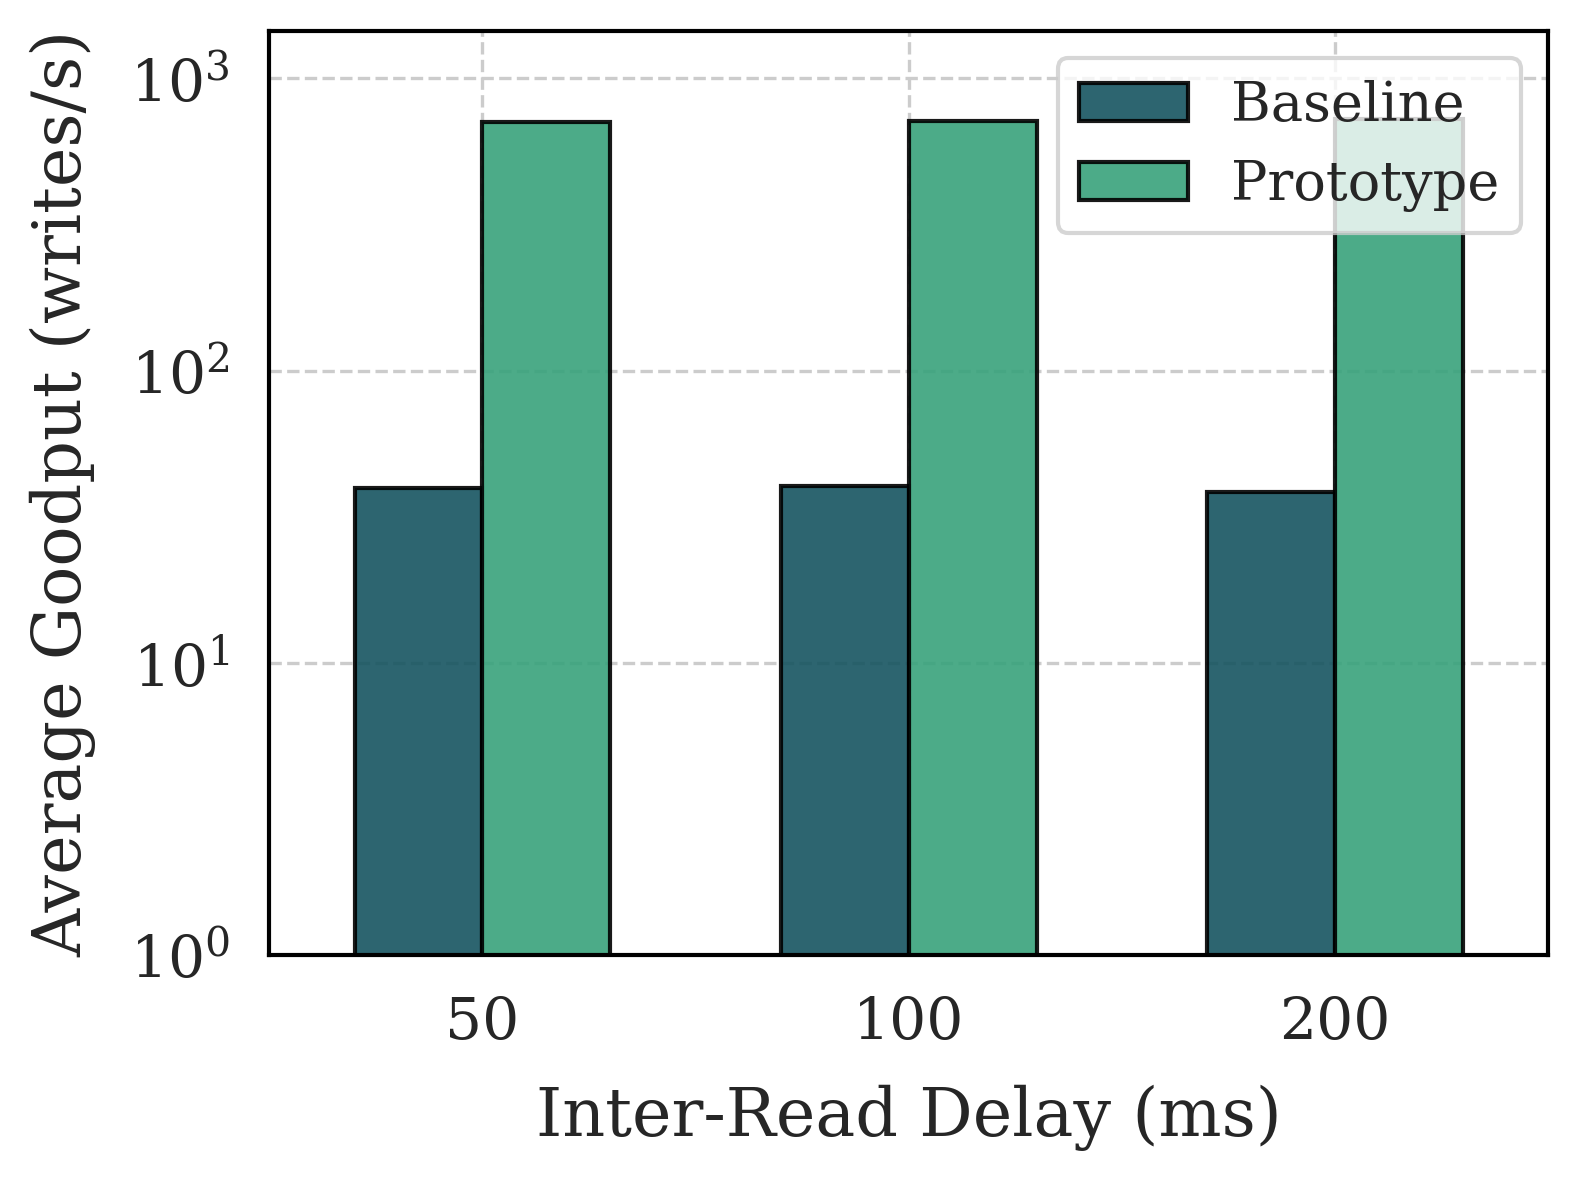 Average Goodput (writes/s)
10³
10²
10¹
10⁰
Baseline
Prototype
50
100
200
Inter-Read Delay (ms)